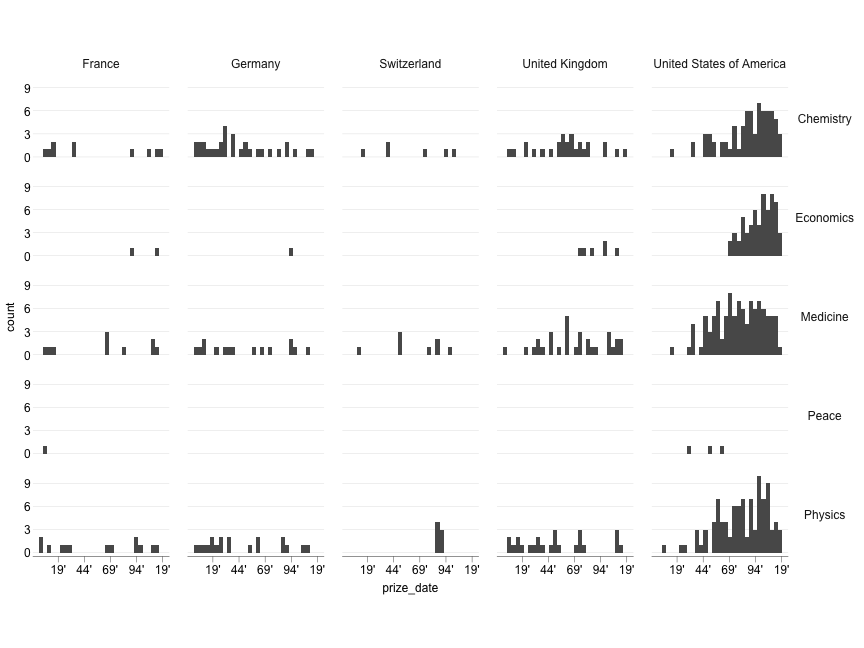 France Germany Switzerland United Kingdom United States of America
9
6
3
0
Chemistry
9
6
3
0
Economics
9
6
3
0
Medicine
count
9
6
3
0
Peace
9
6
3
0
Physics
19' 44' 69' 94' 19' 19' 44' 69' 94' 19' 19' 44' 69' 94' 19' 19' 44' 69' 94' 19' 19' 44' 69' 94' 19'
prize_date